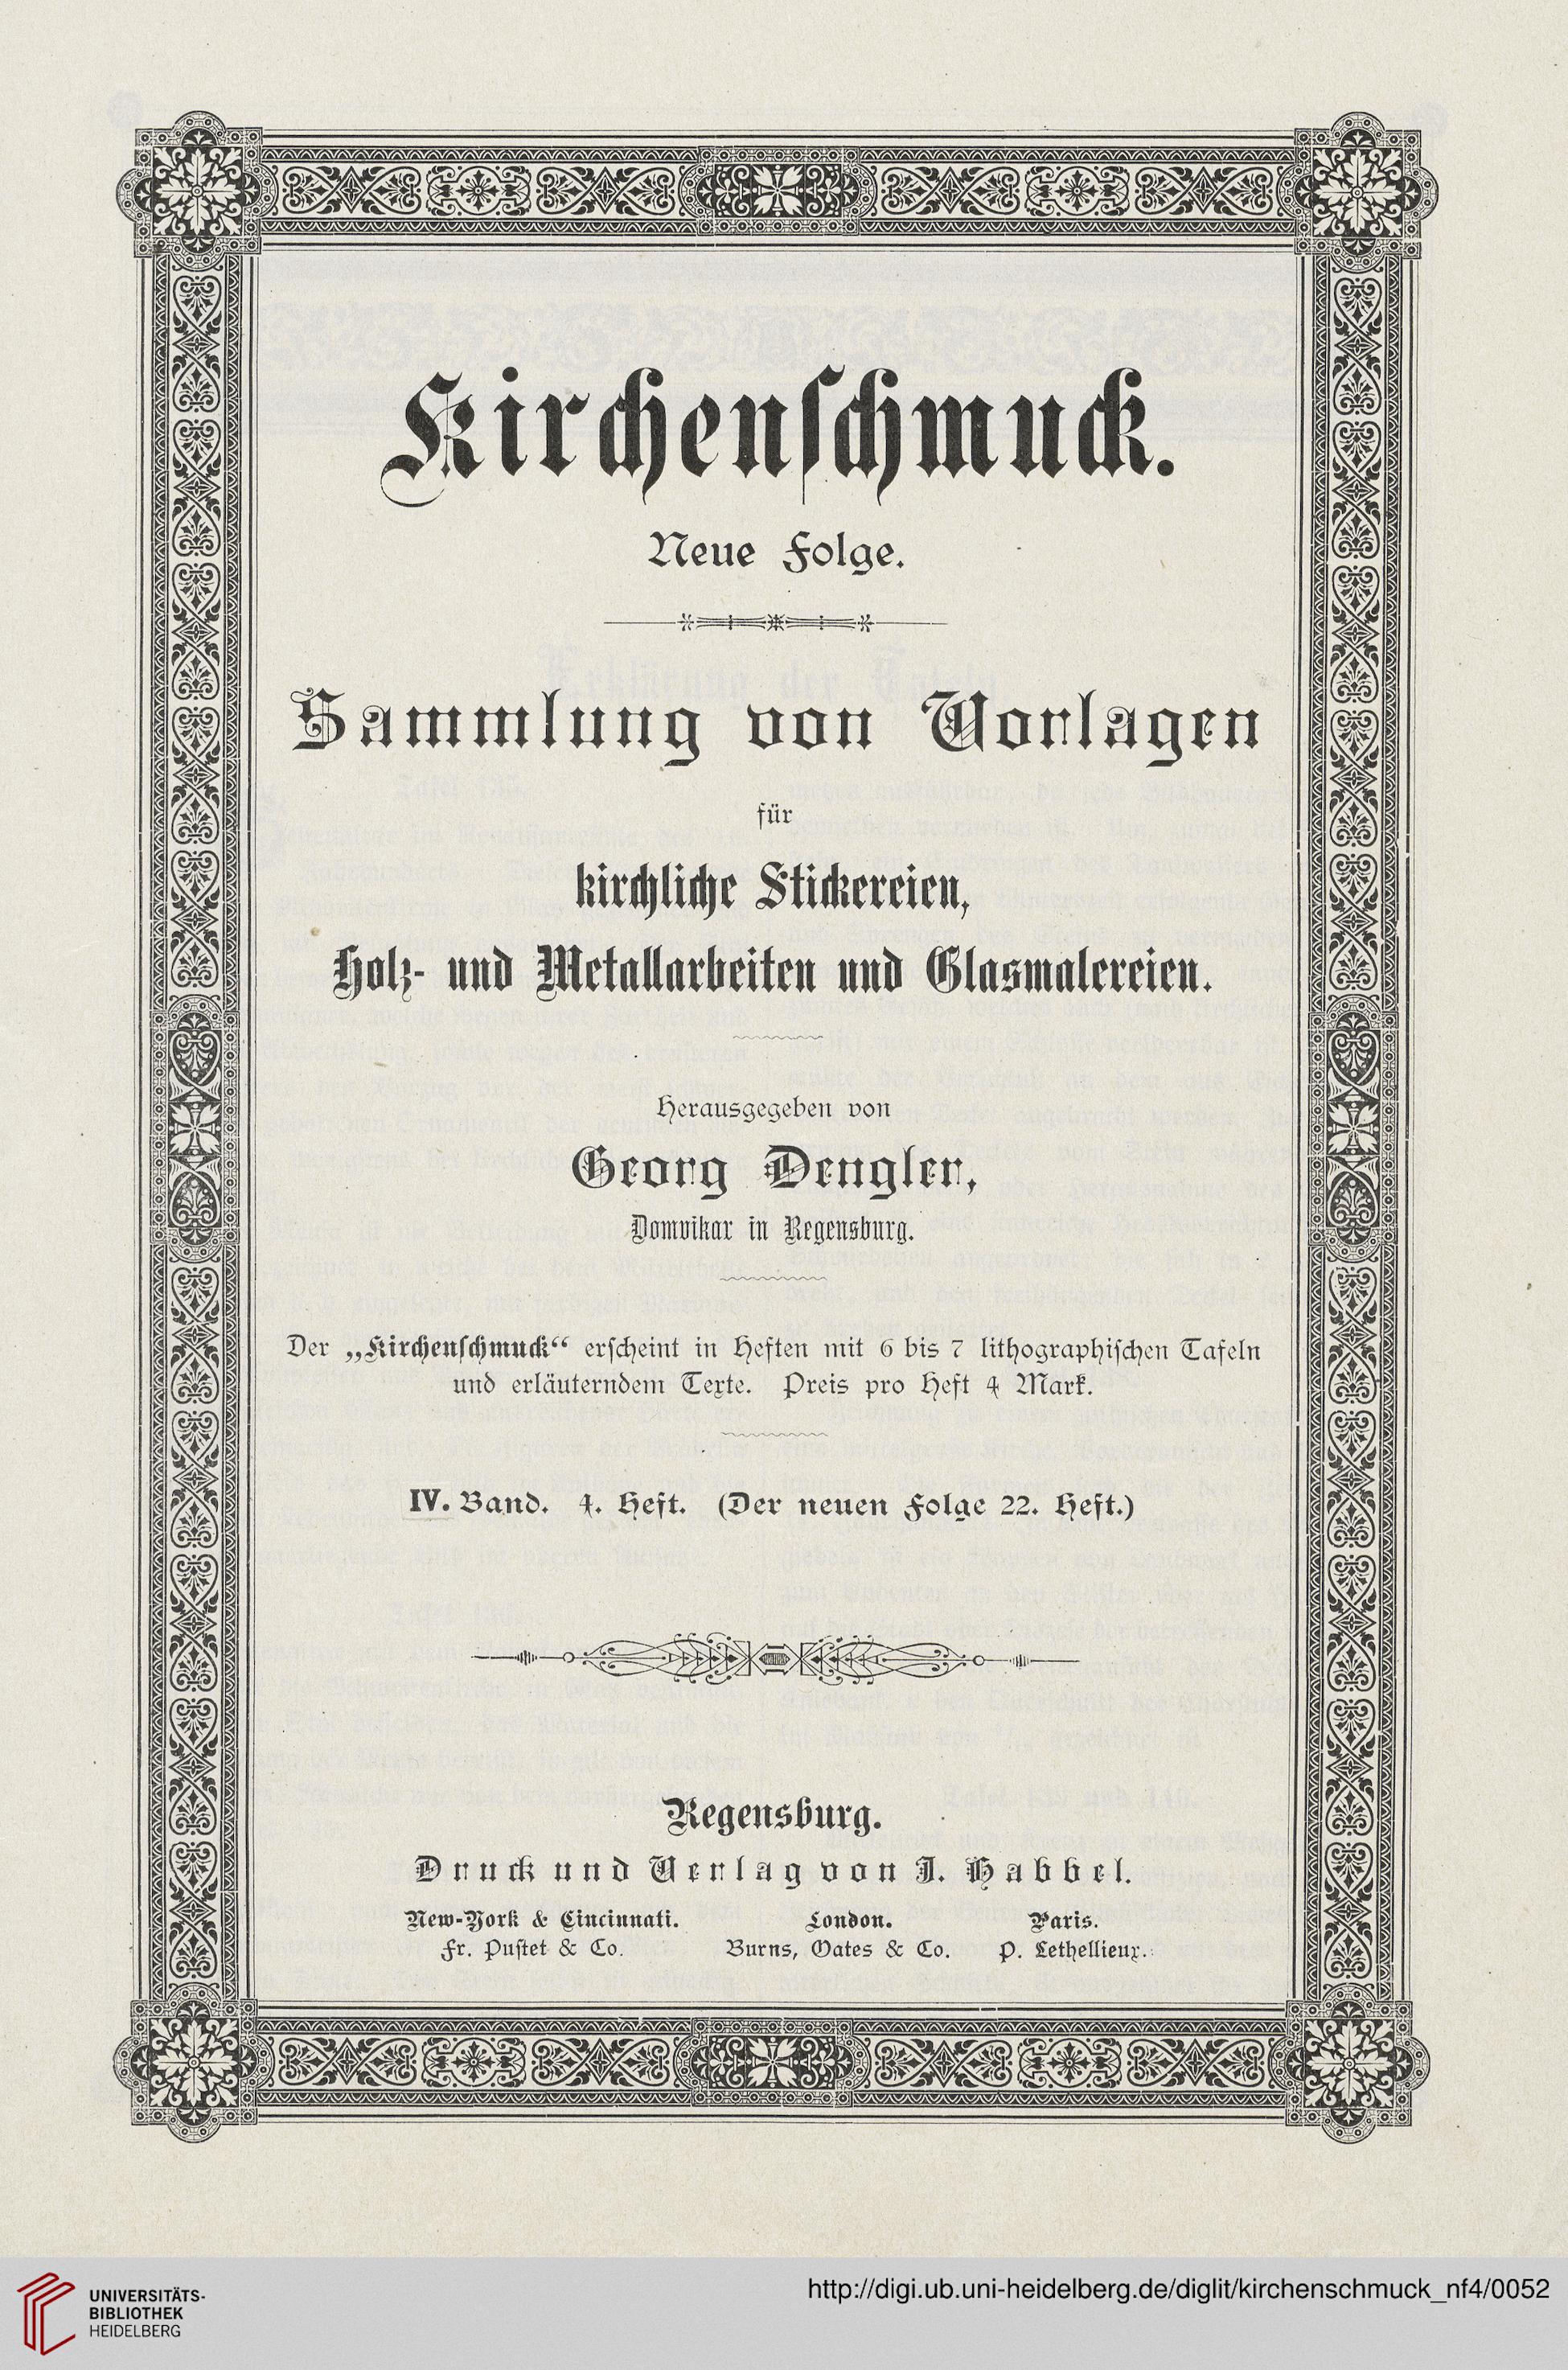 Kirchenſchmuck.
Neue Folge.
Sammlung von Vorlagen
für
kirchliche Stickereien,
Holz- und Metallarbeiten und Glasmalereien.
Herausgegeben von
Georg Dengler,
Domvikar in Regensburg.
Der „Kirchenſchmuck“ erſcheint in Heften mit 6 bis 7 lithographiſchen Tafeln
und erläuterndem Texte. Preis pro Heft 4 Mark.
IV. Band. 4. Heft. (Der neuen Folge 22. Heft.)
Regensburg.
Druck und Verlag von J. Habbel.
New-York & Cincinnati. London. Paris.
Fr. Puſtet & Co. Burns, Oates & Co. P. Lethellieux.
UNIVERSITÄTS-
BIBLIOTHEK
HEIDELBERG
http://digi.ub.uni-heidelberg.de/diglit/kirchenschmuck_nf4/0052